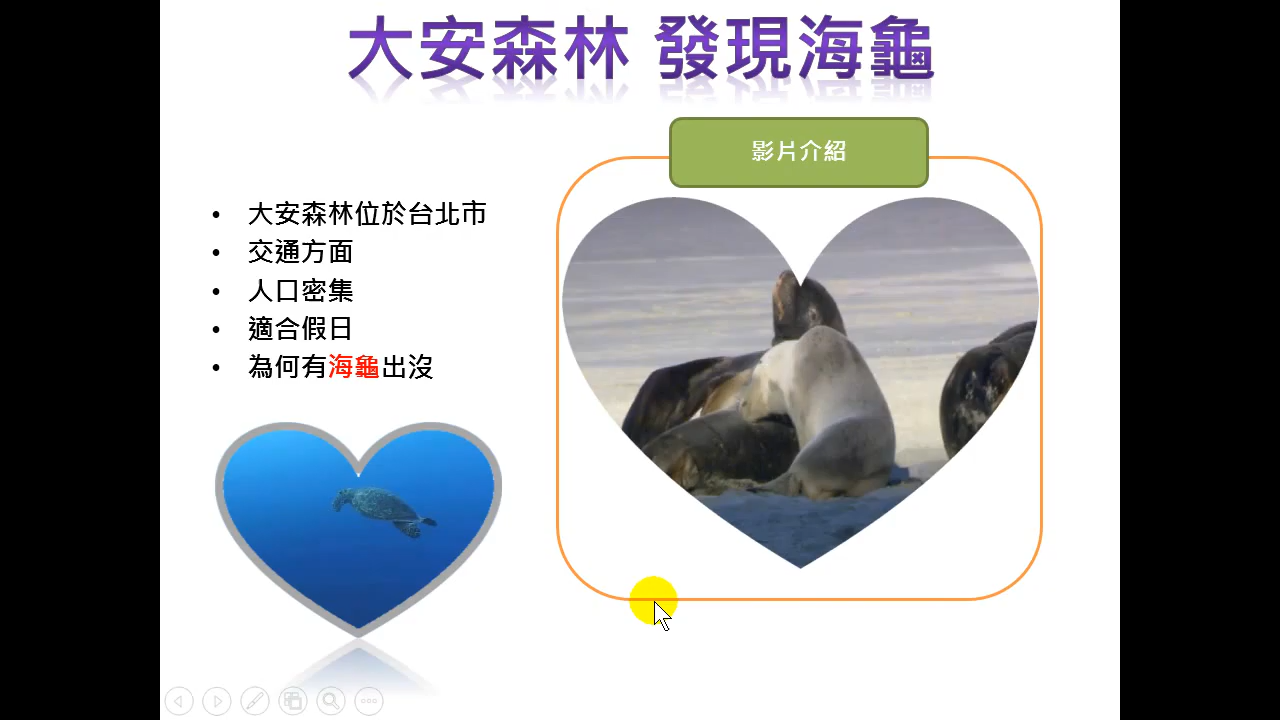 大安森林 發現海龜
影片介紹
大安森林位於台北市
交通方面
人口密集
適合假日
為何有海龜出沒